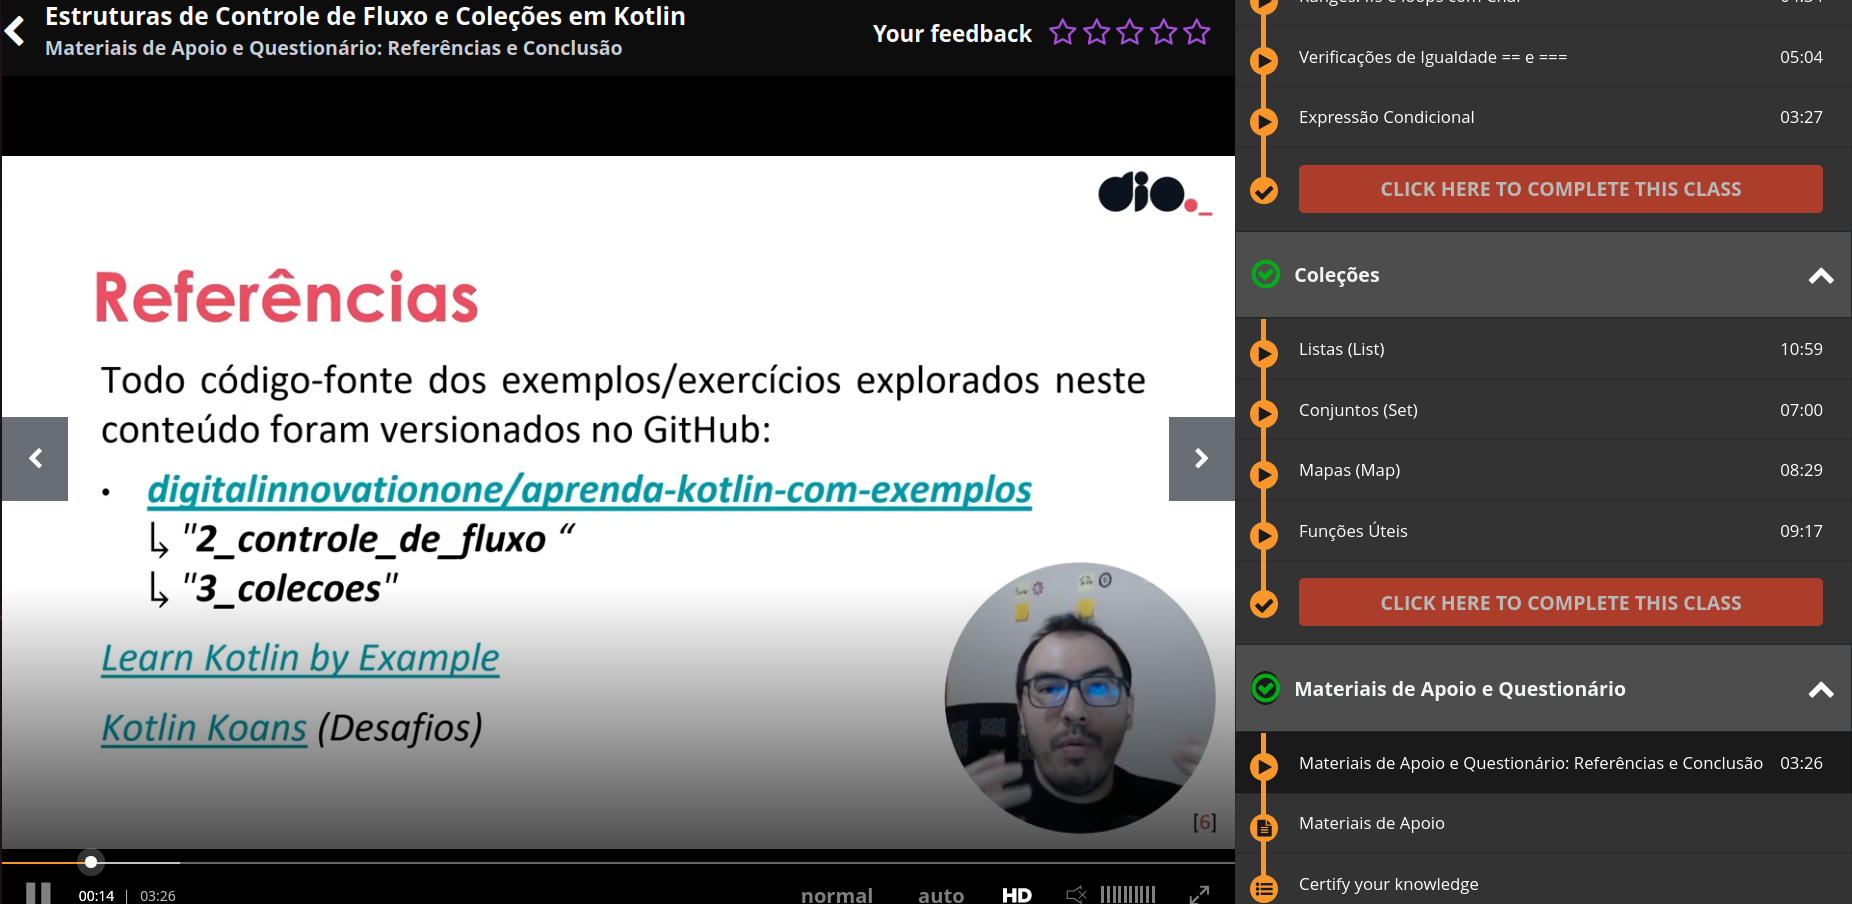 Estruturas de Controle de Fluxo e Coleções em Kotlin
Materiais de Apoio e Questionário: Referências e Conclusão
Your feedback
dio._
Referências
Todo código-fonte dos exemplos/exercícios explorados neste
conteúdo foram versionados no GitHub:
• digitalinnovationone/aprenda-kotlin-com-exemplos
↳ "2_controle_de_fluxo “
↳ "3_colecoes"
Learn Kotlin by Example
Kotlin Koans (Desafios)
[6]
00:14 | 03:26
normal auto HD
Verificações de Igualdade == e === 05:04
Expressão Condicional 03:27
CLICK HERE TO COMPLETE THIS CLASS
Coleções
Listas (List) 10:59
Conjuntos (Set) 07:00
Mapas (Map) 08:29
Funções Úteis 09:17
CLICK HERE TO COMPLETE THIS CLASS
Materiais de Apoio e Questionário
Materiais de Apoio e Questionário: Referências e Conclusão 03:26
Materiais de Apoio
Certify your knowledge